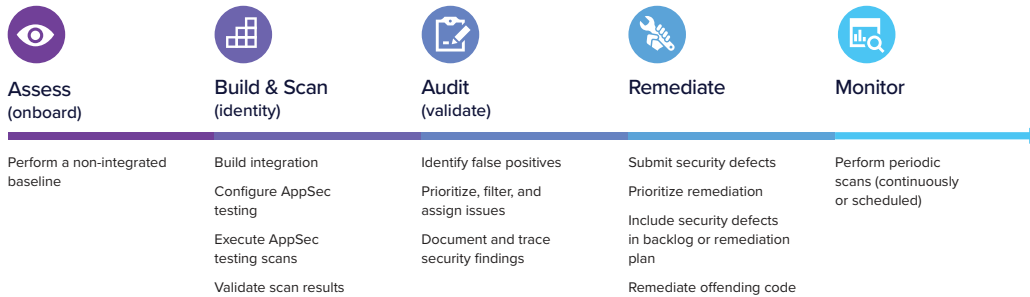 Assess
(onboard)
Perform a non-integrated
baseline
Build & Scan
(identity)
Build integration
Configure AppSec
testing
Execute AppSec
testing scans
Validate scan results
Audit
(validate)
Identify false positives
Prioritize, filter, and
assign issues
Document and trace
security findings
Remediate
Submit security defects
Prioritize remediation
Include security defects
in backlog or remediation
plan
Remediate offending code
Monitor
Perform periodic
scans (continuously
or scheduled)